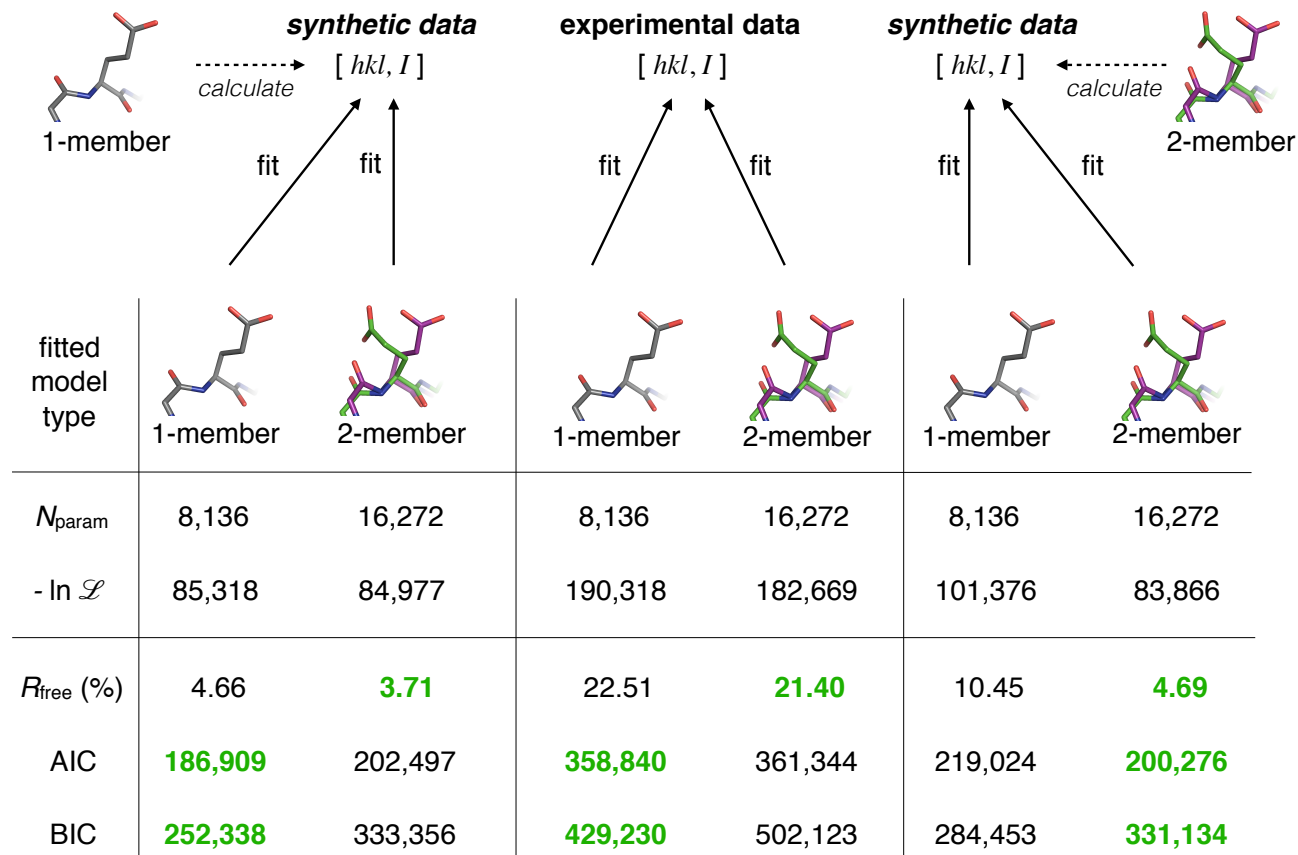 synthetic data experimental data synthetic data
[ hkl, I ] [ hkl, I ] [ hkl, I ]
calculate calculate
1-member 2-member
fit fit fit fit fit fit
fitted
model
type
1-member 2-member 1-member 2-member 1-member 2-member
Nparam 8,136 16,272 8,136 16,272 8,136 16,272
- ln ℒ 85,318 84,977 190,318 182,669 101,376 83,866
Rfree (%) 4.66 3.71 22.51 21.40 10.45 4.69
AIC 186,909 202,497 358,840 361,344 219,024 200,276
BIC 252,338 333,356 429,230 502,123 284,453 331,134